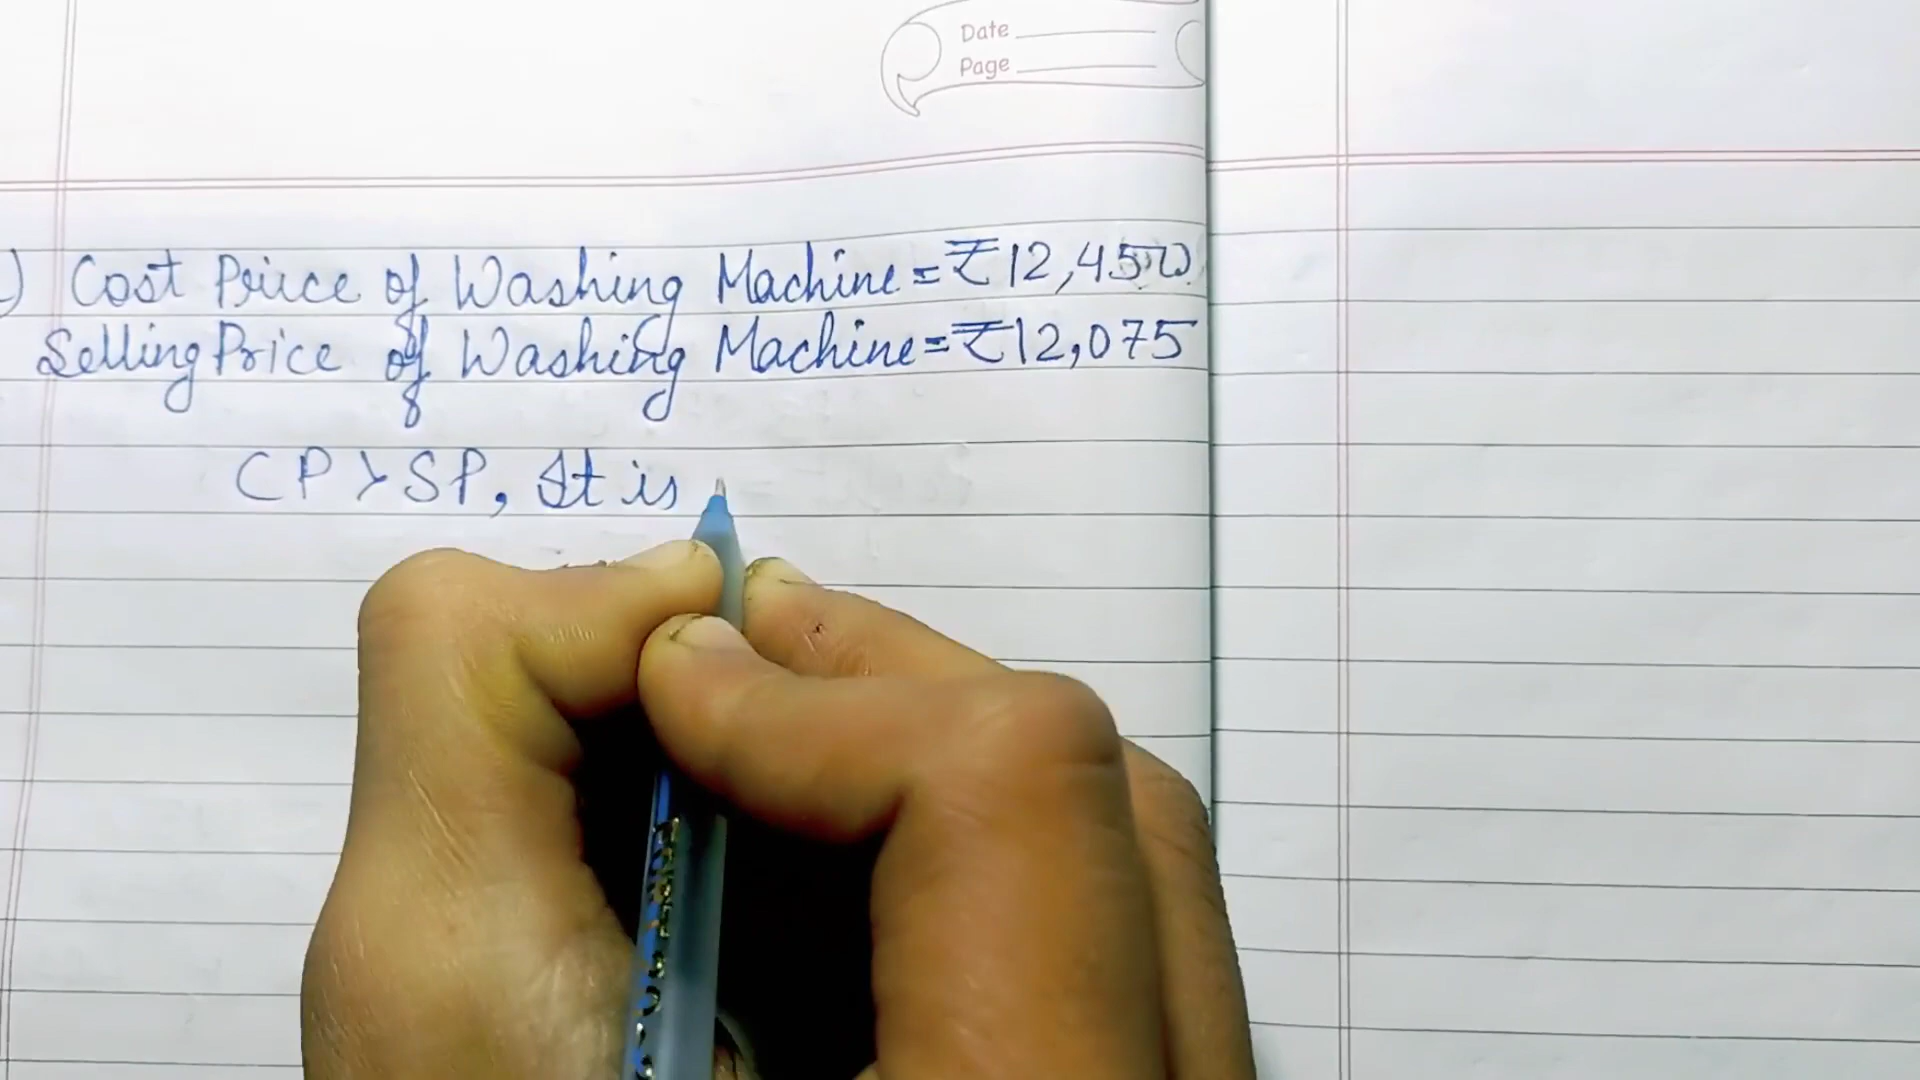 Date
Page
) Cost Price of Washing Machine = ₹12,450
Selling Price of Washing Machine = ₹12,075
CP > SP, It is